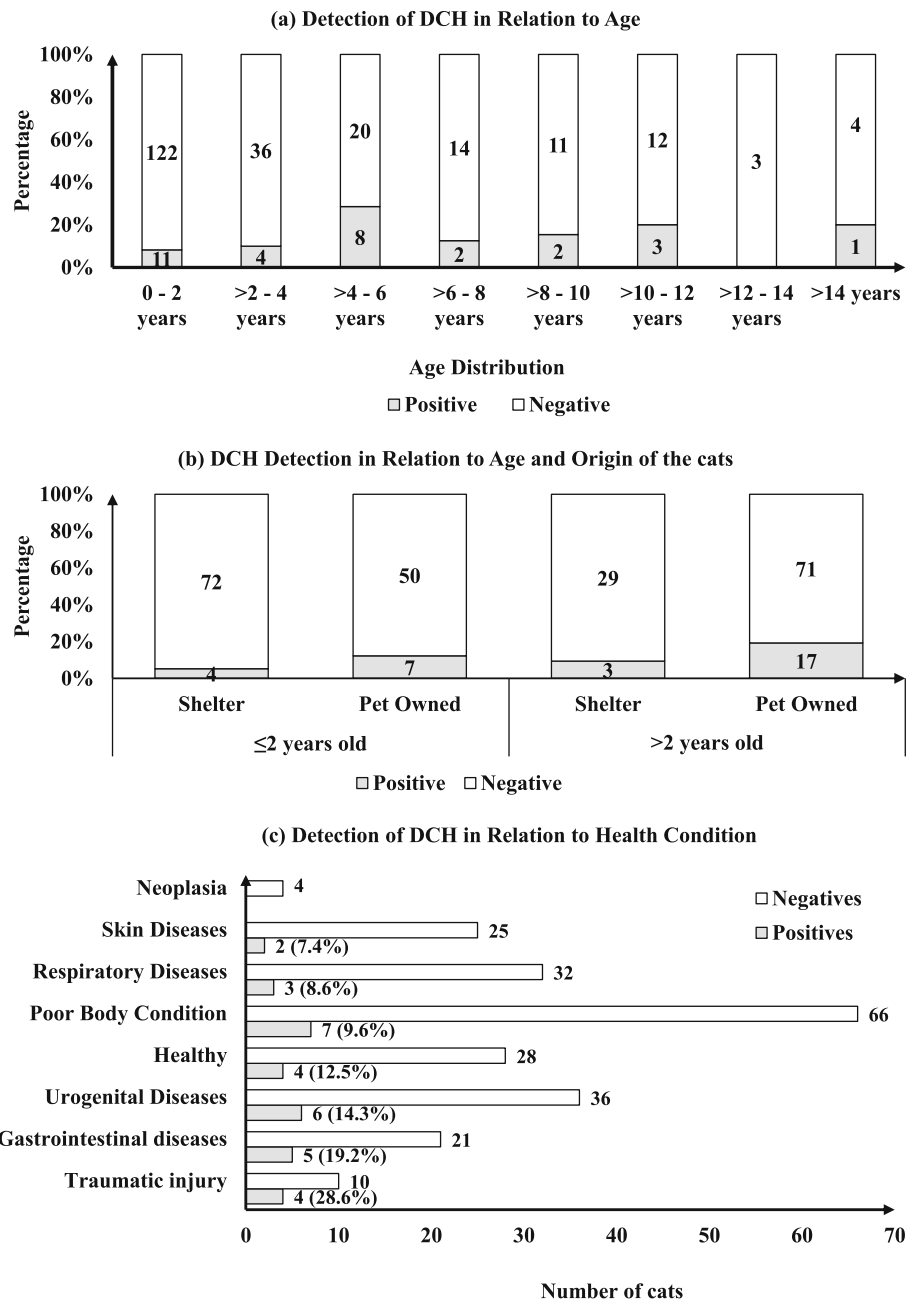 (a) Detection of DCH in Relation to Age
Percentage
100%
80%
60%
40%
20%
0%
122
36
20
14
11
12
3
4
11
4
8
2
2
3
1
0 - 2 years
>2 - 4 years
>4 - 6 years
>6 - 8 years
>8 - 10 years
>10 - 12 years
>12 - 14 years
>14 years
Age Distribution
Positive Negative
(b) DCH Detection in Relation to Age and Origin of the cats
Percentage
100%
80%
60%
40%
20%
0%
72
50
29
71
4
7
3
17
Shelter Pet Owned Shelter Pet Owned
≤2 years old >2 years old
Positive Negative
(c) Detection of DCH in Relation to Health Condition
Negatives
Positives
Neoplasia 4
Skin Diseases 25
2 (7.4%)
Respiratory Diseases 32
3 (8.6%)
Poor Body Condition 66
7 (9.6%)
Healthy 28
4 (12.5%)
Urogenital Diseases 36
6 (14.3%)
Gastrointestinal diseases 21
5 (19.2%)
Traumatic injury 10
4 (28.6%)
0 10 20 30 40 50 60 70
Number of cats